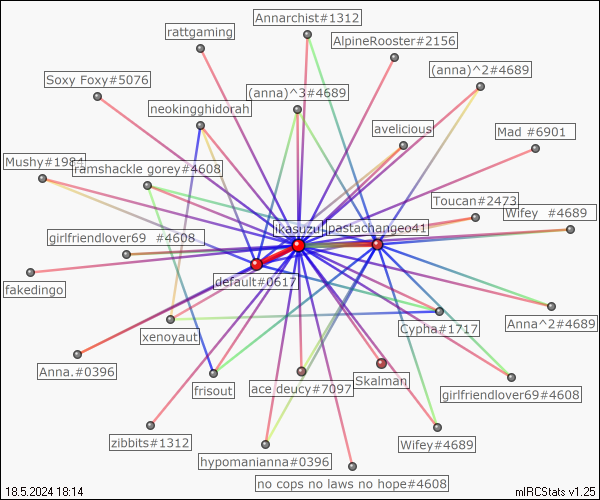 Annarchist#1312
rattgaming
AlpineRooster#2156
(anna)^2#4689
Soxy Foxy#5076
(anna)^3#4689
neokingghidorah
avelicious
Mad #6901
Mushy#1984
ramshackle gorey#4608
Toucan#2473
Wifey #4689
girlfriendlover69 #4608
jkasuzu
pastachangeo41
default#0617
fakedingo
Anna^2#4689
xenoyaut
Cypha#1717
Anna.#0396
frisout
ace deucy#7097
Skalman
girlfriendlover69#4608
zibbits#1312
Wifey#4689
hypomanianna#0396
no cops no laws no hope#4608
18.5.2024 18:14
mIRCStats v1.25